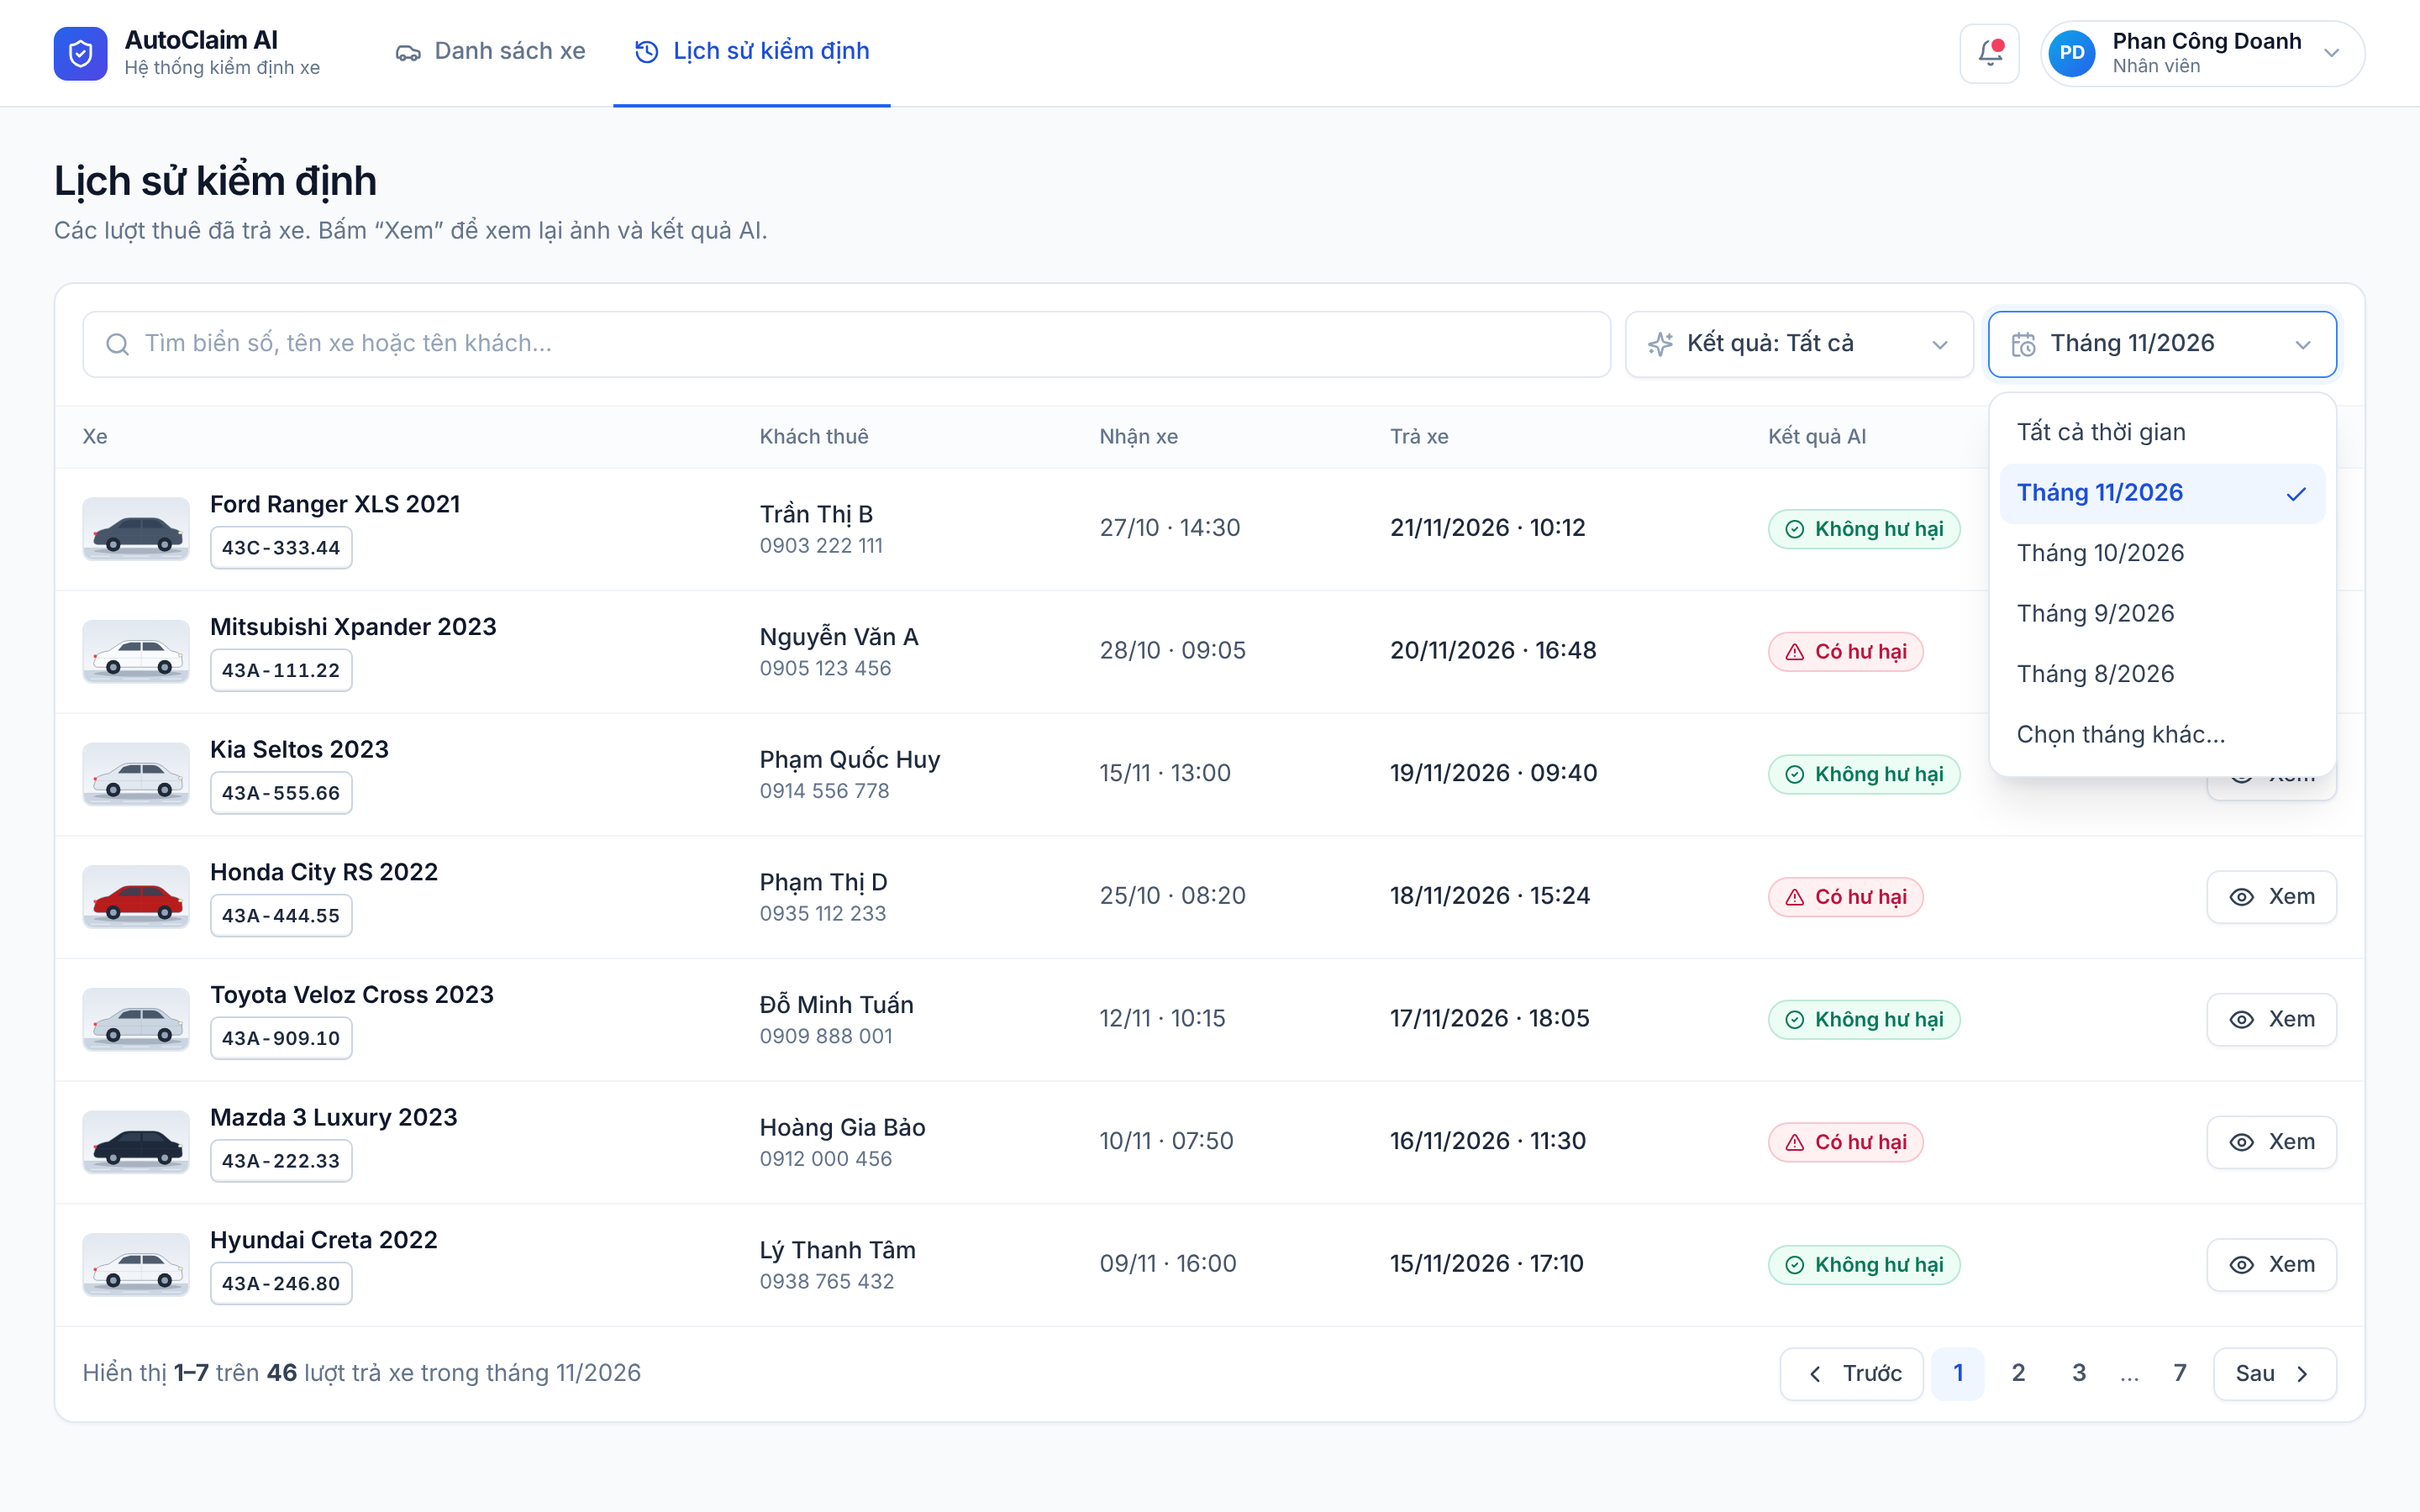 AutoClaim AI
Hệ thống kiểm định xe
Danh sách xe
Lịch sử kiểm định
PD
Phan Công Doanh
Nhân viên
Lịch sử kiểm định
Các lượt thuê đã trả xe. Bấm “Xem” để xem lại ảnh và kết quả AI.
Tìm biển số, tên xe hoặc tên khách...
Kết quả: Tất cả
Tháng 11/2026
Tất cả thời gian
Tháng 11/2026
Tháng 10/2026
Tháng 9/2026
Tháng 8/2026
Chọn tháng khác...
Xe Khách thuê Nhận xe Trả xe Kết quả AI
Ford Ranger XLS 2021
43C-333.44
Trần Thị B
0903 222 111
27/10 · 14:30
21/11/2026 · 10:12
Không hư hại
Mitsubishi Xpander 2023
43A-111.22
Nguyễn Văn A
0905 123 456
28/10 · 09:05
20/11/2026 · 16:48
Có hư hại
Kia Seltos 2023
43A-555.66
Phạm Quốc Huy
0914 556 778
15/11 · 13:00
19/11/2026 · 09:40
Không hư hại
Xem
Honda City RS 2022
43A-444.55
Phạm Thị D
0935 112 233
25/10 · 08:20
18/11/2026 · 15:24
Có hư hại
Xem
Toyota Veloz Cross 2023
43A-909.10
Đỗ Minh Tuấn
0909 888 001
12/11 · 10:15
17/11/2026 · 18:05
Không hư hại
Xem
Mazda 3 Luxury 2023
43A-222.33
Hoàng Gia Bảo
0912 000 456
10/11 · 07:50
16/11/2026 · 11:30
Có hư hại
Xem
Hyundai Creta 2022
43A-246.80
Lý Thanh Tâm
0938 765 432
09/11 · 16:00
15/11/2026 · 17:10
Không hư hại
Xem
Hiển thị 1–7 trên 46 lượt trả xe trong tháng 11/2026
Trước 1 2 3 ... 7 Sau